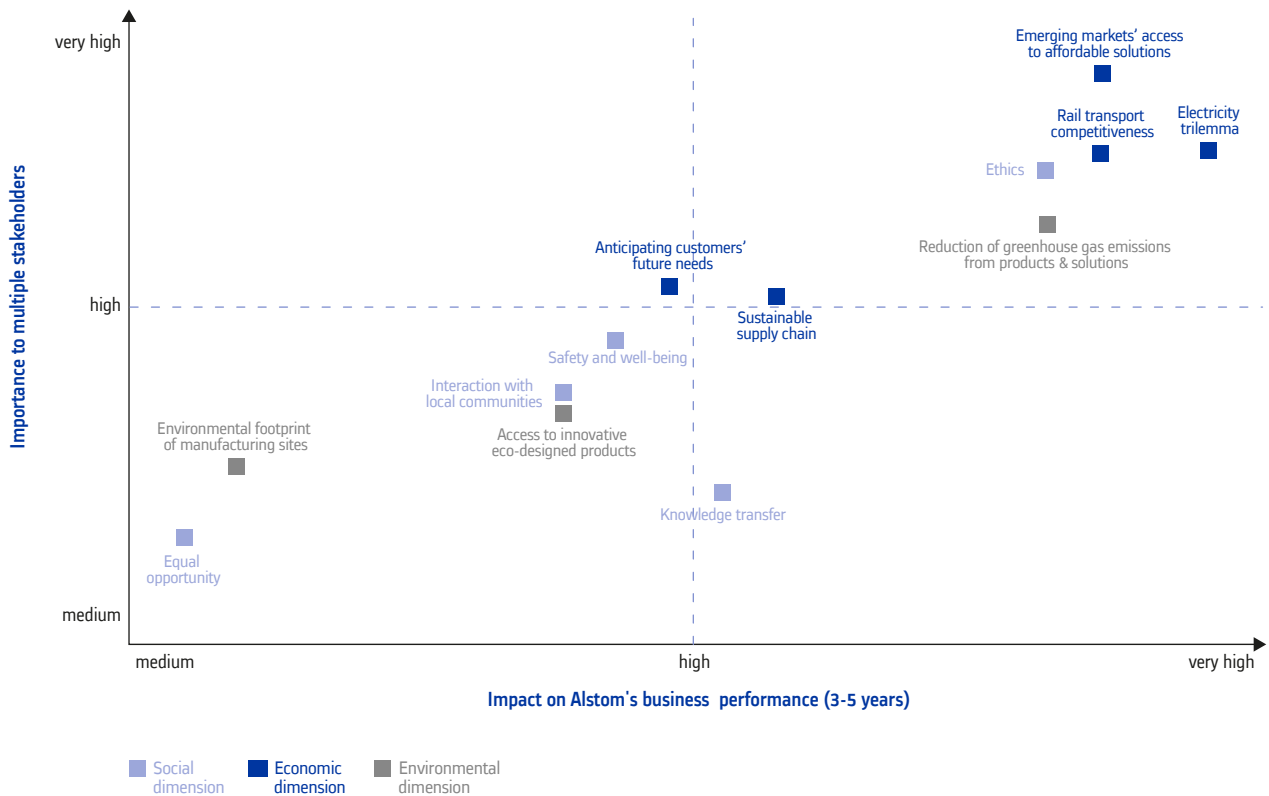 very high
Emerging markets' access
to affordable solutions
Rail transport
competitiveness
Electricity
trilemma
Ethics
Reduction of greenhouse gas emissions
from products & solutions
Anticipating customers'
future needs
Importance to multiple stakeholders
high
Sustainable
supply chain
Safety and well-being
Interaction with
local communities
Access to innovative
eco-designed products
Environmental footprint
of manufacturing sites
Knowledge transfer
Equal
opportunity
medium
medium
high
very high
Impact on Alstom's business performance (3-5 years)
Social
dimension
Economic
dimension
Environmental
dimension